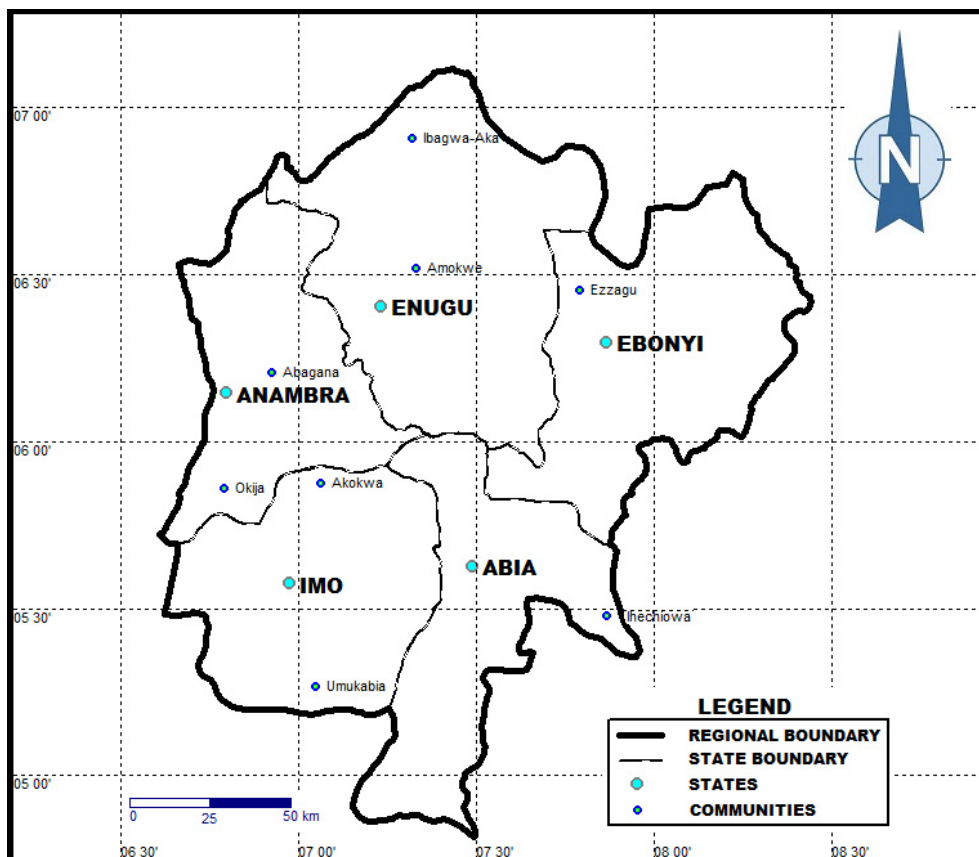 N
07 00'
Ibagwa-Aka
06 30'
Amokwe
Ezzagu
ENUGU
EBONYI
Abagana
ANAMBRA
06 00'
Okija
Akokwa
ABIA
IMO
05 30'
Ihechiowa
Umukabia
LEGEND
REGIONAL BOUNDARY
STATE BOUNDARY
STATES
COMMUNITIES
05 00'
0 25 50 km
06 30' 07 00' 07 30' 08 00' 08 30'